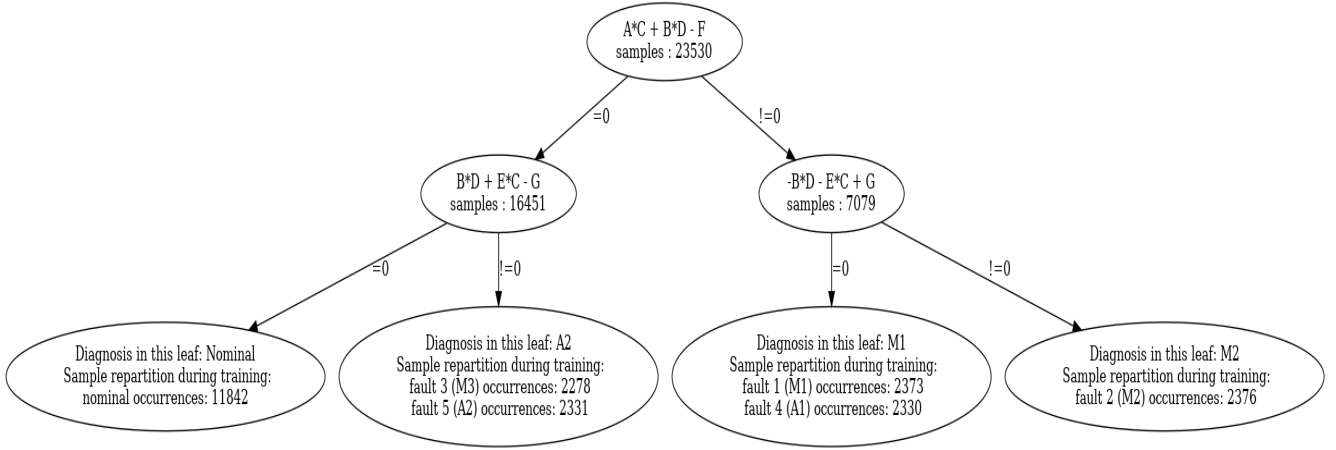 A*C + B*D - F
samples : 23530
=0
!=0
B*D + E*C - G
samples : 16451
-B*D - E*C + G
samples : 7079
=0
!=0
=0
!=0
Diagnosis in this leaf: Nominal
Sample repartition during training:
nominal occurrences: 11842
Diagnosis in this leaf: A2
Sample repartition during training:
fault 3 (M3) occurrences: 2278
fault 5 (A2) occurrences: 2331
Diagnosis in this leaf: M1
Sample repartition during training:
fault 1 (M1) occurrences: 2373
fault 4 (A1) occurrences: 2330
Diagnosis in this leaf: M2
Sample repartition during training:
fault 2 (M2) occurrences: 2376